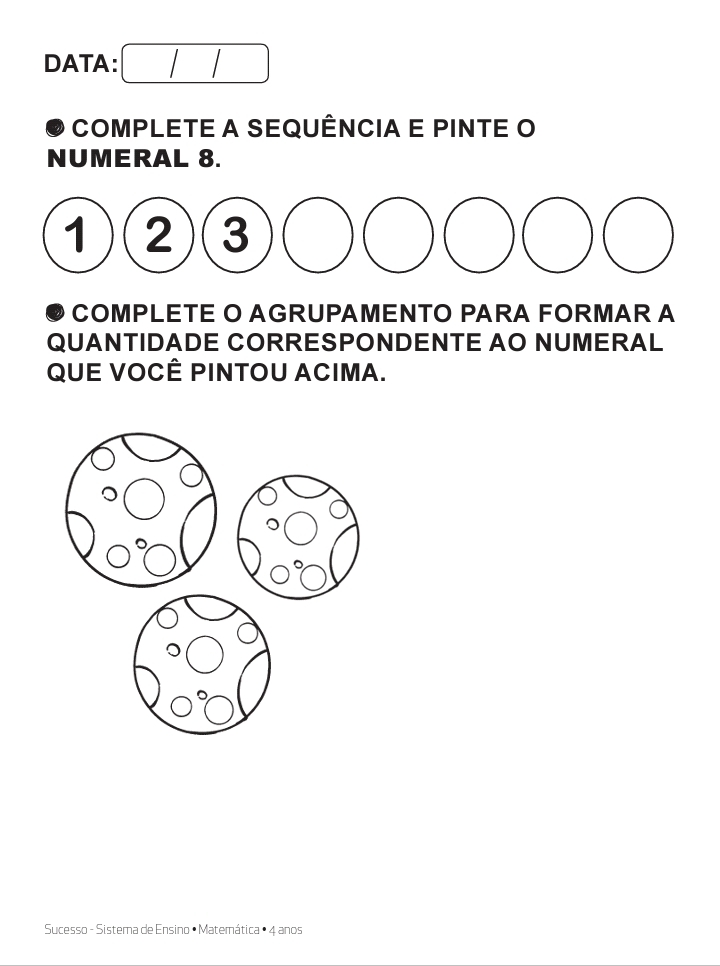 DATA: / /
● COMPLETE A SEQUÊNCIA E PINTE O
NUMERAL 8.
1 2 3
● COMPLETE O AGRUPAMENTO PARA FORMAR A
QUANTIDADE CORRESPONDENTE AO NUMERAL
QUE VOCÊ PINTOU ACIMA.
Sucesso - Sistema de Ensino • Matemática • 4 anos